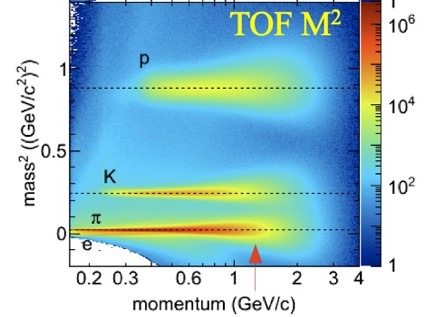 TOF M²
10⁶
10⁴
10²
1
mass² ((GeV/c²)²)
1
0.5
0
p
K
π
e
0.2 0.3 0.6 1 2 3 4
momentum (GeV/c)